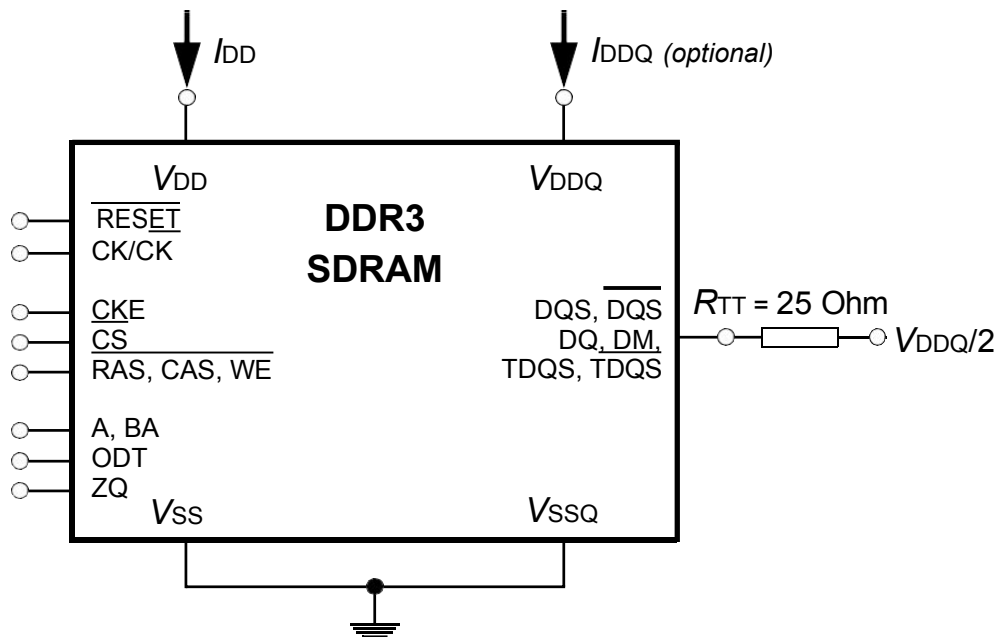 IDD
IDDQ (optional)
VDD
VDDQ
RESET
CK/CK
DDR3
SDRAM
CKE
CS
RAS, CAS, WE
DQS, DQS
DQ, DM,
TDQS, TDQS
RTT = 25 Ohm
VDDQ/2
A, BA
ODT
ZQ
VSS
VSSQ